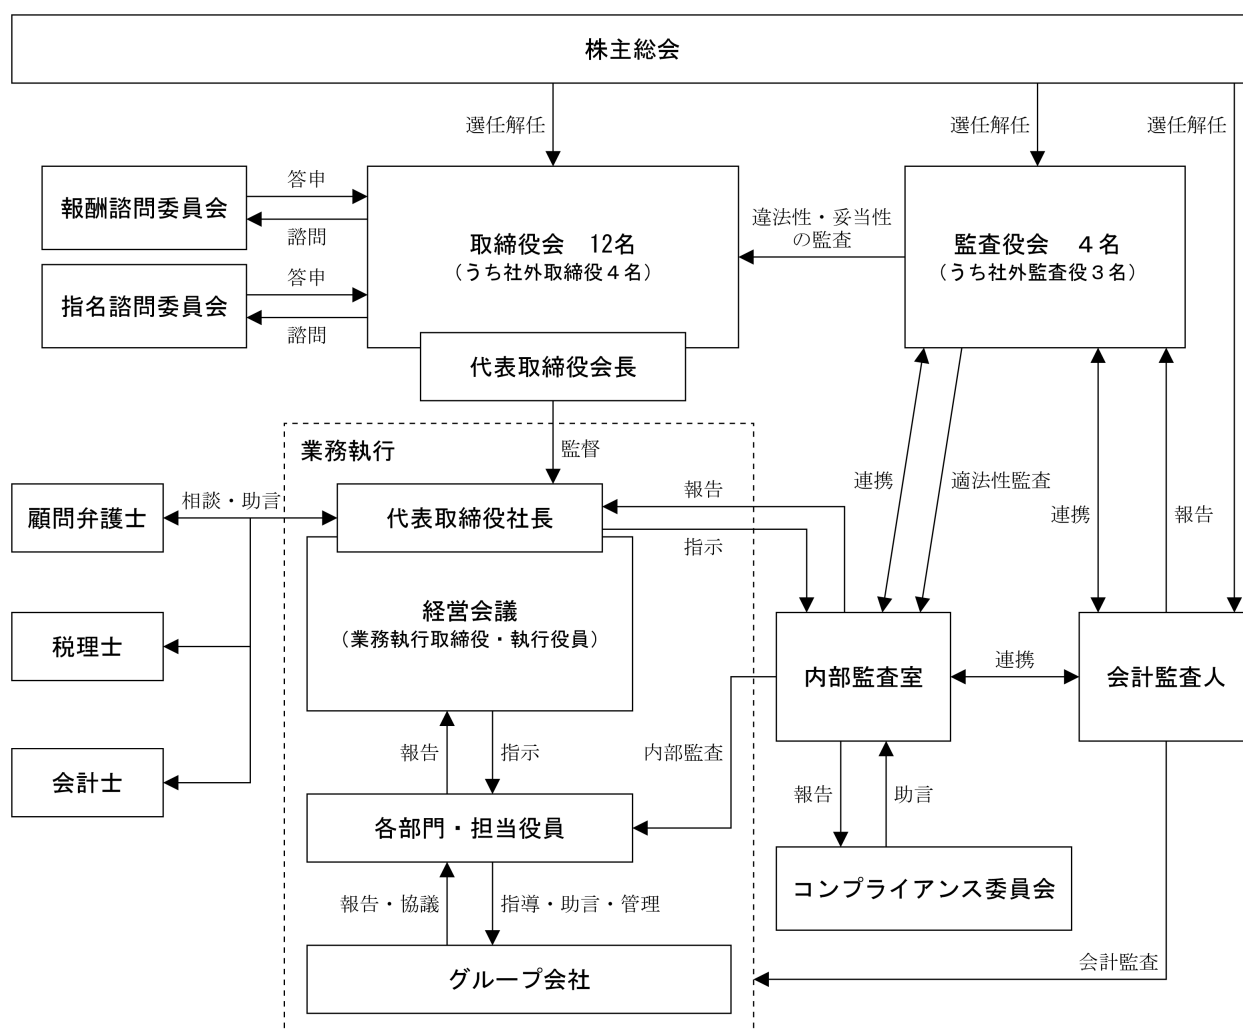 株主総会
選任解任
選任解任
選任解任
報酬諮問委員会
答申
諮問
指名諮問委員会
答申
諮問
取締役会　12名
（うち社外取締役４名）
代表取締役会長
違法性・妥当性
の監査
監査役会　４名
（うち社外監査役３名）
監督
業務執行
連携
適法性監査
連携
報告
顧問弁護士
相談・助言
代表取締役社長
報告
指示
税理士
経営会議
（業務執行取締役・執行役員）
内部監査室
連携
会計監査人
会計士
報告
指示
内部監査
各部門・担当役員
報告
助言
コンプライアンス委員会
報告・協議
指導・助言・管理
グループ会社
会計監査